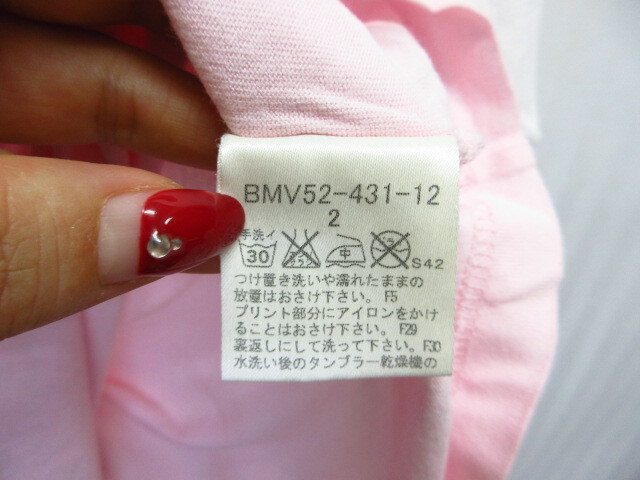 BMV52-431-12
2
手洗イ
30 エンソ 中 S42
つけ置き洗いや濡れたままの
放置はおさけ下さい。 F5
プリント部分にアイロンをかけ
ることはおさけ下さい。 F29
裏返しにして洗って下さい。 F30
水洗い後のタンブラー乾燥機の